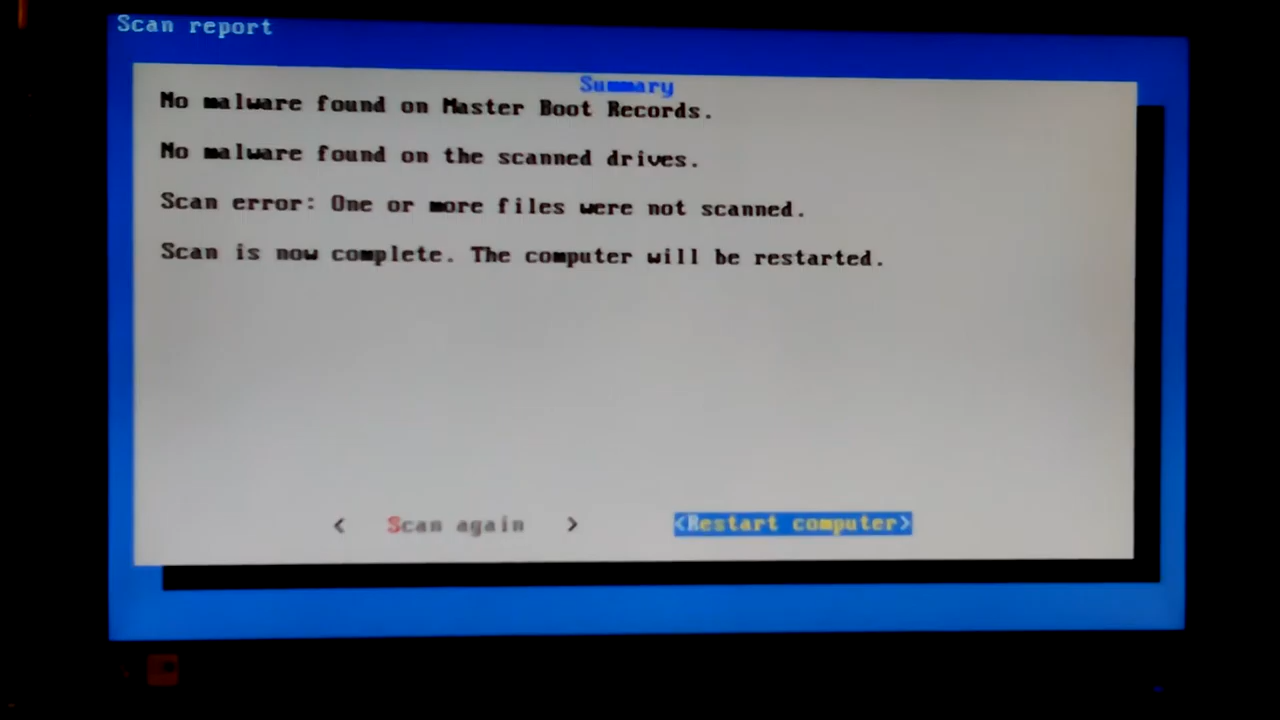 Scan report
Summary
No malware found on Master Boot Records.
No malware found on the scanned drives.
Scan error: One or more files were not scanned.
Scan is now complete. The computer will be restarted.
< Scan again > <Restart computer>